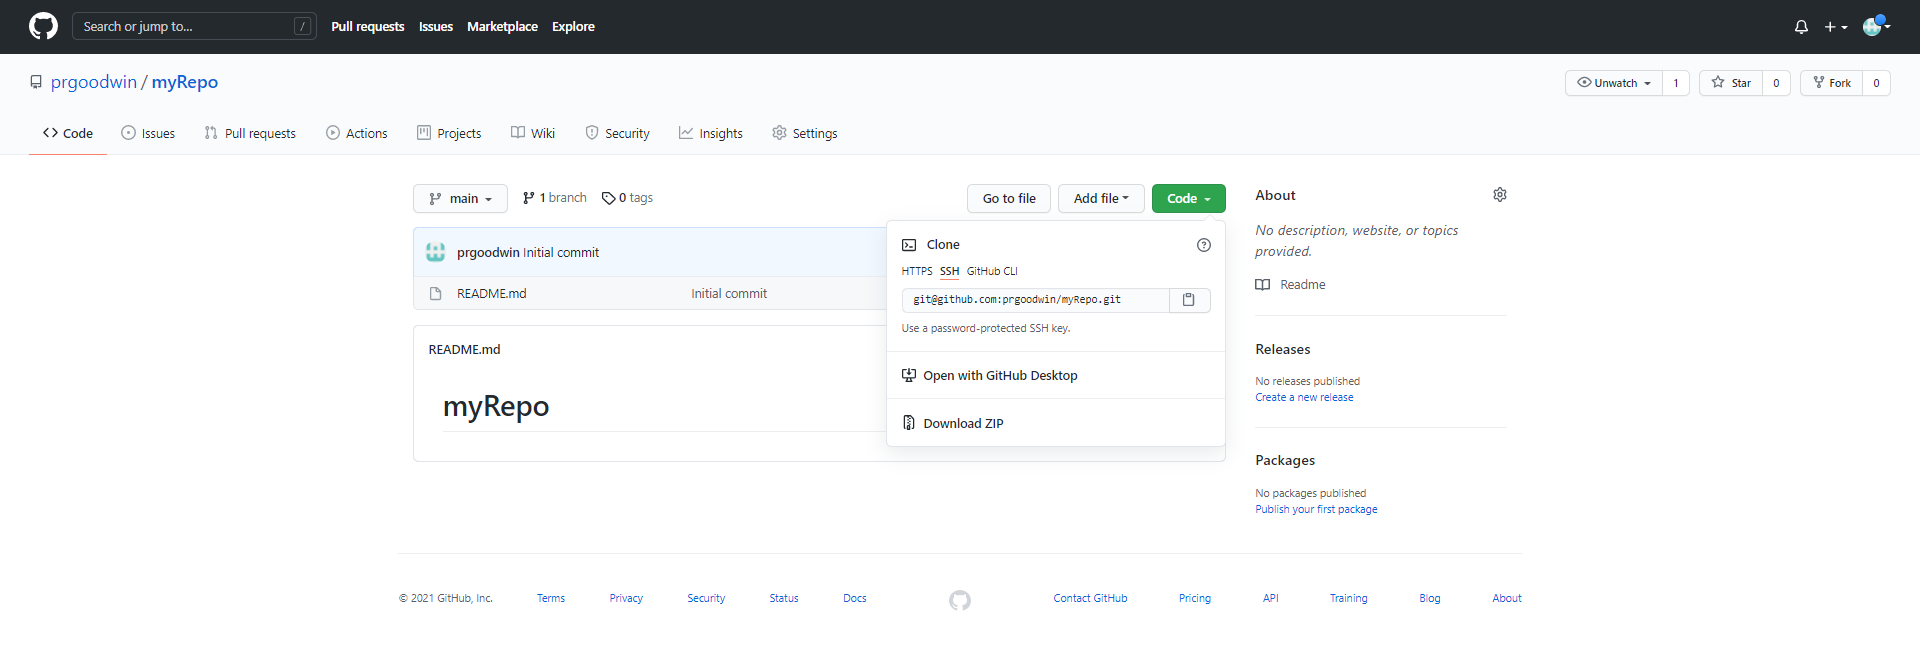 Search or jump to... /
Pull requests Issues Marketplace Explore
prgoodwin / myRepo
Unwatch 1 Star 0 Fork 0
Code Issues Pull requests Actions Projects Wiki Security Insights Settings
main 1 branch 0 tags
Go to file Add file Code
prgoodwin Initial commit
README.md Initial commit
README.md
myRepo
Clone
HTTPS SSH GitHub CLI
git@github.com:prgoodwin/myRepo.git
Use a password-protected SSH key.
Open with GitHub Desktop
Download ZIP
About
No description, website, or topics
provided.
Readme
Releases
No releases published
Create a new release
Packages
No packages published
Publish your first package
© 2021 GitHub, Inc. Terms Privacy Security Status Docs Contact GitHub Pricing API Training Blog About